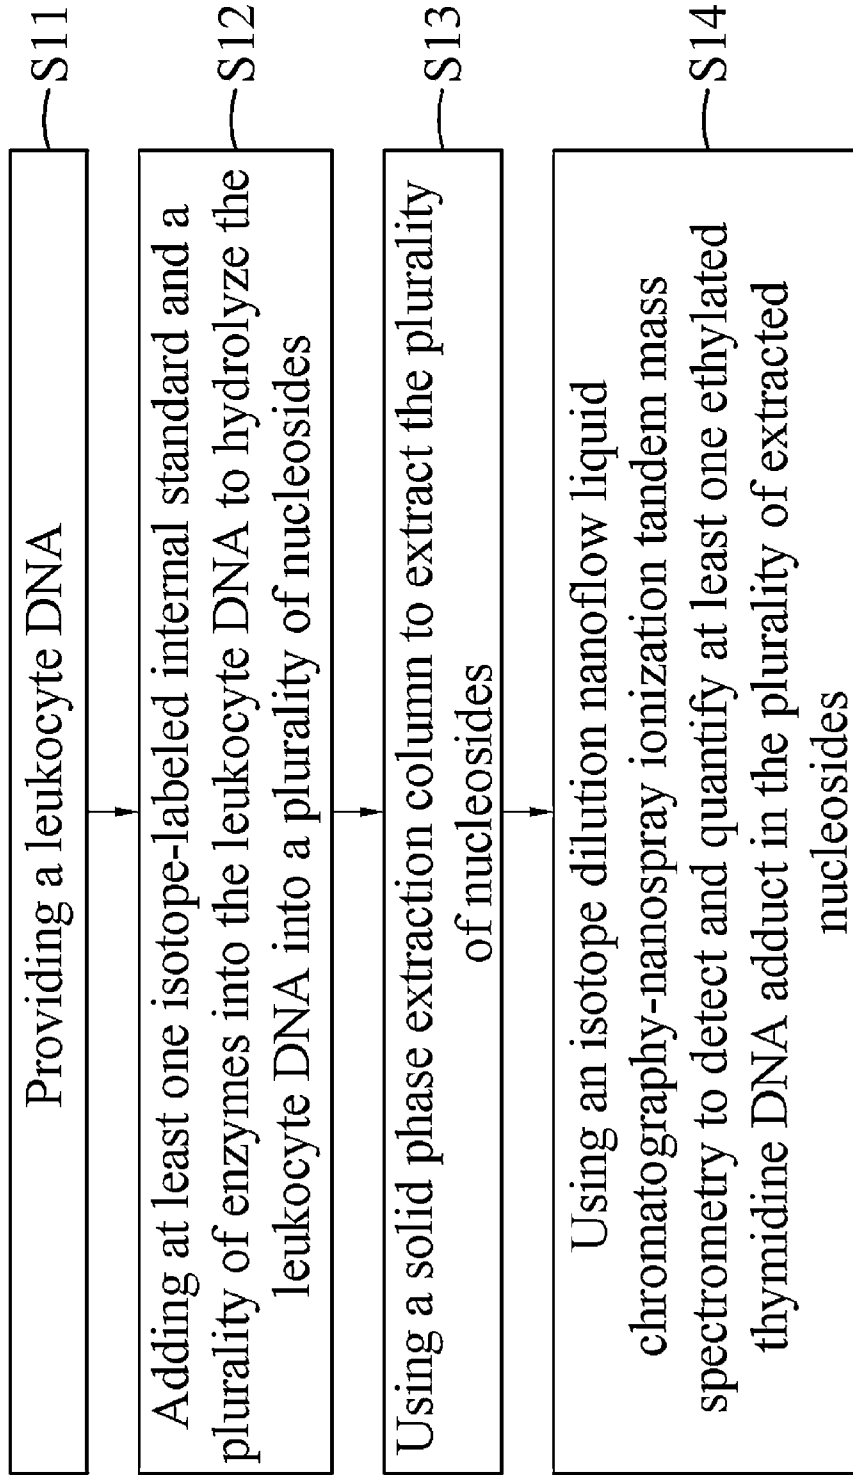 Providing a leukocyte DNA
S11
Adding at least one isotope-labeled internal standard and a
plurality of enzymes into the leukocyte DNA to hydrolyze the
leukocyte DNA into a plurality of nucleosides
S12
Using a solid phase extraction column to extract the plurality
of nucleosides
S13
Using an isotope dilution nanoflow liquid
chromatography-nanospray ionization tandem mass
spectrometry to detect and quantify at least one ethylated
thymidine DNA adduct in the plurality of extracted
nucleosides
S14